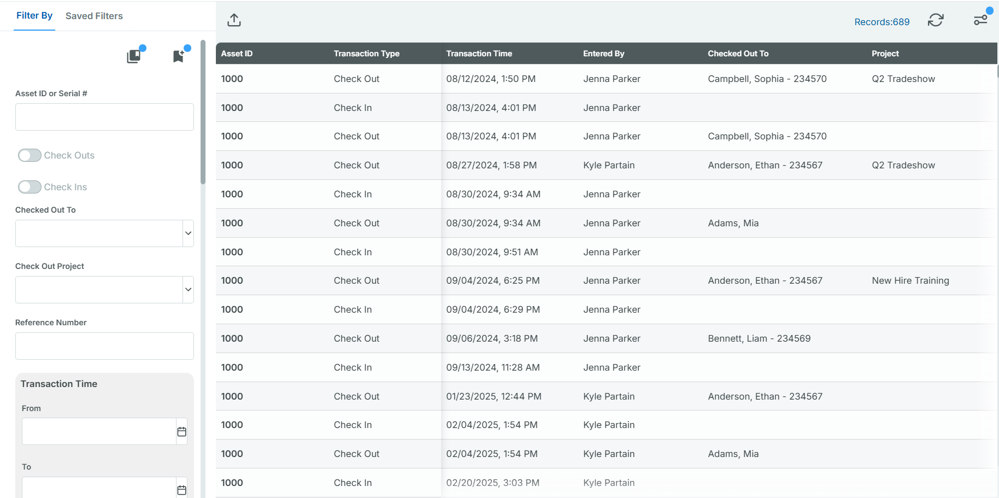 Filter By Saved Filters
Records:689
Asset ID or Serial #
Check Outs
Check Ins
Checked Out To
Check Out Project
Reference Number
Transaction Time
From
To
Asset ID Transaction Type Transaction Time Entered By Checked Out To Project
1000 Check Out 08/12/2024, 1:50 PM Jenna Parker Campbell, Sophia - 234570 Q2 Tradeshow
1000 Check In 08/13/2024, 4:01 PM Jenna Parker
1000 Check Out 08/13/2024, 4:01 PM Jenna Parker Campbell, Sophia - 234570
1000 Check Out 08/27/2024, 1:58 PM Kyle Partain Anderson, Ethan - 234567 Q2 Tradeshow
1000 Check In 08/30/2024, 9:34 AM Jenna Parker
1000 Check Out 08/30/2024, 9:34 AM Jenna Parker Adams, Mia
1000 Check In 08/30/2024, 9:51 AM Jenna Parker
1000 Check Out 09/04/2024, 6:25 PM Jenna Parker Anderson, Ethan - 234567 New Hire Training
1000 Check In 09/04/2024, 6:29 PM Jenna Parker
1000 Check Out 09/06/2024, 3:18 PM Jenna Parker Bennett, Liam - 234569
1000 Check In 09/13/2024, 11:28 AM Jenna Parker
1000 Check Out 01/23/2025, 12:44 PM Kyle Partain Anderson, Ethan - 234567
1000 Check In 02/04/2025, 1:54 PM Kyle Partain
1000 Check Out 02/04/2025, 1:54 PM Kyle Partain Adams, Mia
1000 Check In 02/20/2025, 3:03 PM Kyle Partain